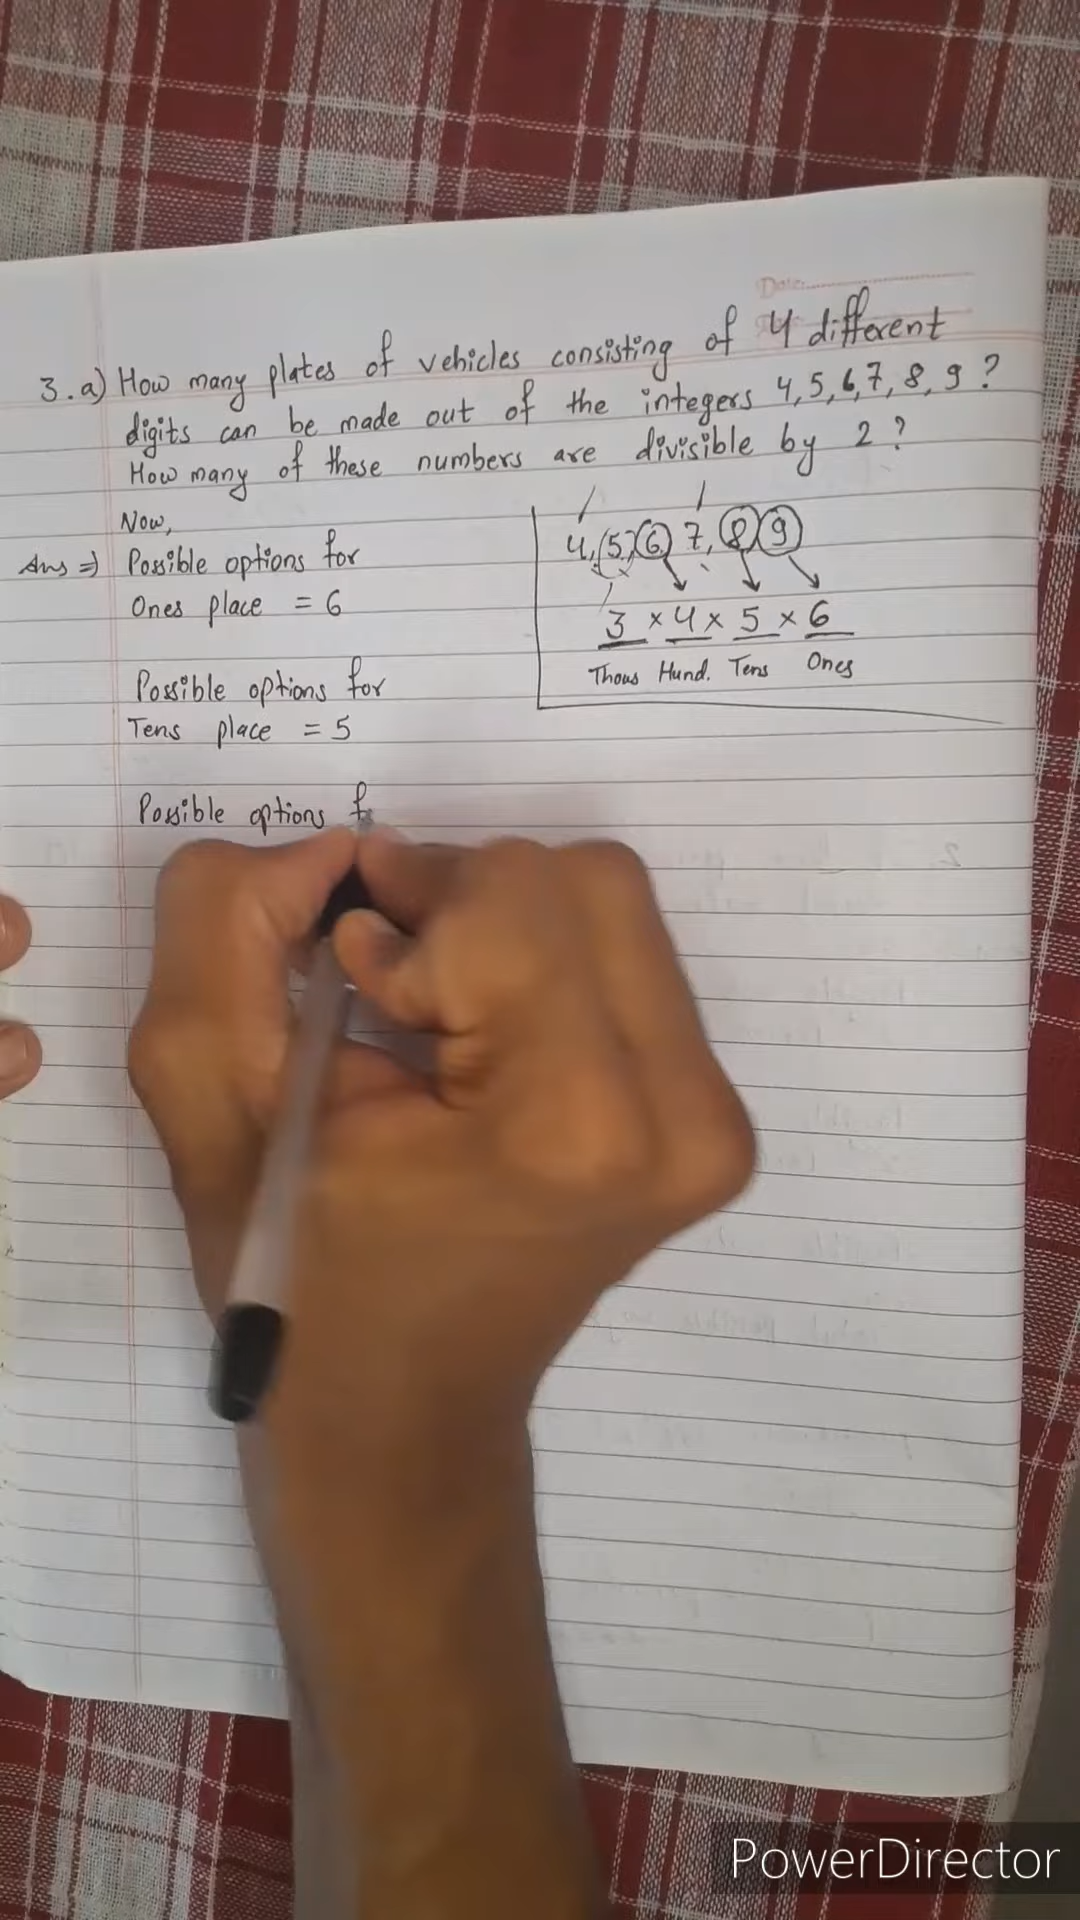 Date:
3.a) How many plates of vehicles consisting of 4 different
digits can be made out of the integers 4,5,6,7,8,9?
How many of these numbers are divisible by 2?
Now,
Ans ⇒ Possible options for
Ones place = 6
Possible options for
Tens place = 5
Possible options f
4,5,6 7,8 9
3 × 4 × 5 × 6
Thous Hund. Tens Ones
PowerDirector